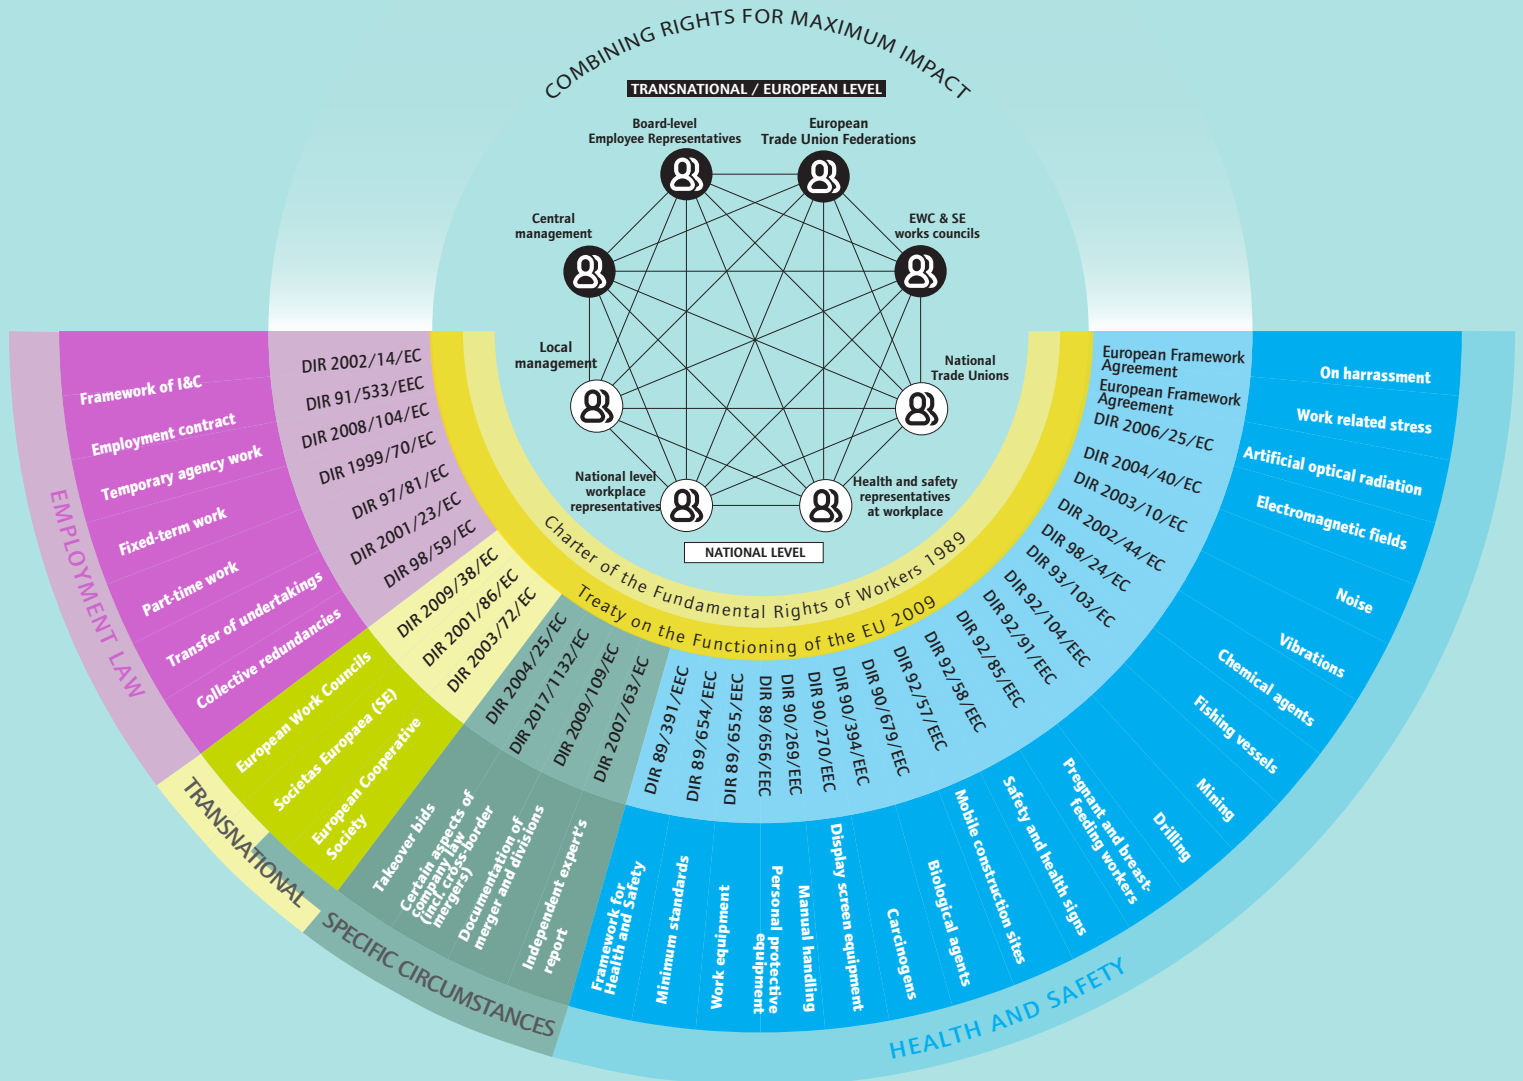 COMBINING RIGHTS FOR MAXIMUM IMPACT
TRANSNATIONAL / EUROPEAN LEVEL
Board-level
Employee Representatives
European
Trade Union Federations
Central
management
EWC & SE
works councils
Local
management
National
Trade Unions
National level
workplace
representatives
Health and safety
representatives
at workplace
NATIONAL LEVEL
Charter of the Fundamental Rights of Workers 1989
Treaty on the Functioning of the EU 2009
EMPLOYMENT LAW
Framework of I&C
DIR 2002/14/EC
Employment contract
DIR 91/533/EEC
Temporary agency work
DIR 2008/104/EC
Fixed-term work
DIR 1999/70/EC
Part-time work
DIR 97/81/EC
Transfer of undertakings
DIR 2001/23/EC
Collective redundancies
DIR 98/59/EC
TRANSNATIONAL
European Work Councils
DIR 2009/38/EC
Societas Europaea (SE)
DIR 2001/86/EC
European Cooperative
Society
DIR 2003/72/EC
SPECIFIC CIRCUMSTANCES
Takeover bids
DIR 2004/25/EC
Certain aspects of
company law
(incl. cross-border
mergers)
DIR 2017/1132/EC
Documentation of
merger and divisions
DIR 2009/109/EC
Independent expert's
report
DIR 2007/63/EC
HEALTH AND SAFETY
DIR 89/391/EEC
Framework for
Health and Safety
DIR 89/654/EEC
Minimum standards
DIR 89/655/EEC
Work equipment
DIR 89/656/EEC
Personal protective
equipment
DIR 90/269/EEC
Manual handling
DIR 90/270/EEC
Display screen equipment
DIR 90/394/EEC
Carcinogens
DIR 90/679/EEC
Biological agents
DIR 92/57/EEC
Mobile construction sites
DIR 92/58/EEC
Safety and health signs
DIR 92/85/EEC
Pregnant and breast-
feeding workers
DIR 92/91/EEC
Drilling
DIR 92/104/EEC
Mining
DIR 93/103/EC
Fishing vessels
DIR 98/24/EC
Chemical agents
DIR 2002/44/EC
Vibrations
DIR 2003/10/EC
Noise
DIR 2004/40/EC
Electromagnetic fields
DIR 2006/25/EC
Artificial optical radiation
European Framework
Agreement
Work related stress
European Framework
Agreement
On harrassment